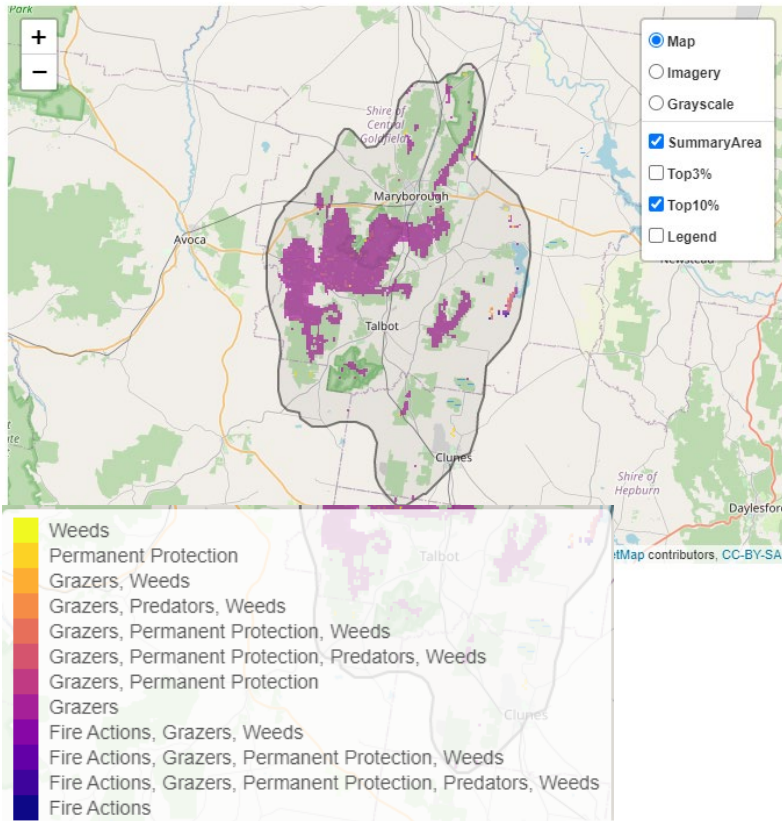 Park
+
−
Map
Imagery
Grayscale
SummaryArea
Top3%
Top10%
Legend
Shire of
Central
Goldfields
Maryborough
Avoca
Newstead
Talbot
Clunes
Shire of
Hepburn
Daylesford
etMap contributors, CC-BY-SA
Talbot
Clunes
Weeds
Permanent Protection
Grazers, Weeds
Grazers, Predators, Weeds
Grazers, Permanent Protection, Weeds
Grazers, Permanent Protection, Predators, Weeds
Grazers, Permanent Protection
Grazers
Fire Actions, Grazers, Weeds
Fire Actions, Grazers, Permanent Protection, Weeds
Fire Actions, Grazers, Permanent Protection, Predators, Weeds
Fire Actions